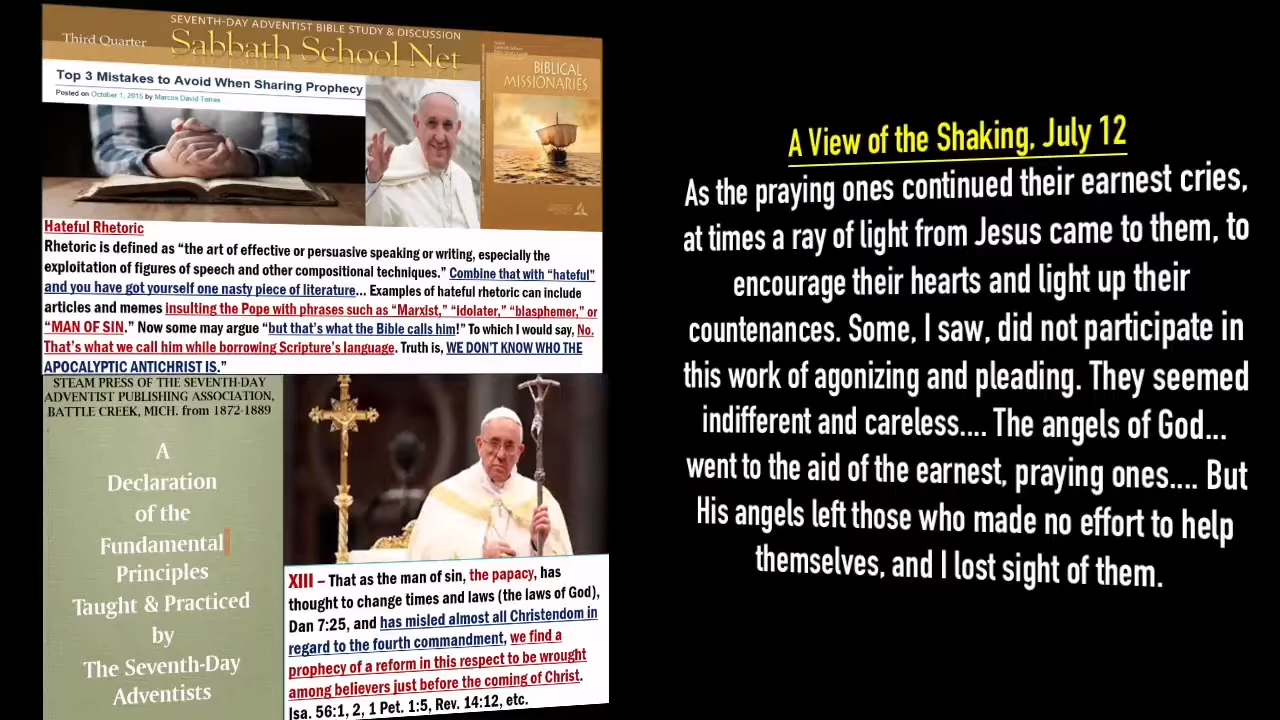 SEVENTH-DAY ADVENTIST BIBLE STUDY & DISCUSSION
Third Quarter
Sabbath School Net
Top 3 Mistakes to Avoid When Sharing Prophecy
Posted on October 1, 2015 by Marcos David Torres
BIBLICAL
MISSIONARIES
Hateful Rhetoric
Rhetoric is defined as “the art of effective or persuasive speaking or writing, especially the
exploitation of figures of speech and other compositional techniques.” Combine that with “hateful”
and you have got yourself one nasty piece of literature... Examples of hateful rhetoric can include
articles and memes insulting the Pope with phrases such as “Marxist,” “idolater,” “blasphemer,” or
“MAN OF SIN.” Now some may argue “but that’s what the Bible calls him!” To which I would say, No.
That’s what we call him while borrowing Scripture’s language. Truth is, WE DON’T KNOW WHO THE
APOCALYPTIC ANTICHRIST IS.”
STEAM PRESS OF THE SEVENTH-DAY
ADVENTIST PUBLISHING ASSOCIATION,
BATTLE CREEK, MICH. from 1872-1889
A
Declaration
of the
Fundamental
Principles
Taught & Practiced
by
The Seventh-Day
Adventists
XIII – That as the man of sin, the papacy, has
thought to change times and laws (the laws of God),
Dan 7:25, and has misled almost all Christendom in
regard to the fourth commandment, we find a
prophecy of a reform in this respect to be wrought
among believers just before the coming of Christ.
Isa. 56:1, 2, 1 Pet. 1:5, Rev. 14:12, etc.
A View of the Shaking, July 12
As the praying ones continued their earnest cries,
at times a ray of light from Jesus came to them, to
encourage their hearts and light up their
countenances. Some, I saw, did not participate in
this work of agonizing and pleading. They seemed
indifferent and careless.... The angels of God...
went to the aid of the earnest, praying ones.... But
His angels left those who made no effort to help
themselves, and I lost sight of them.